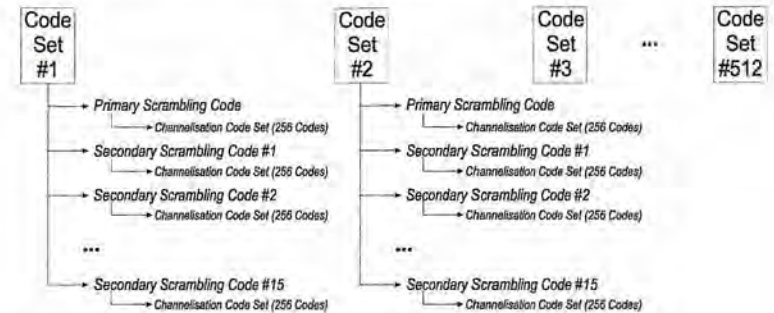 Code
Set
#1
Primary Scrambling Code
Channelisation Code Set (256 Codes)
Secondary Scrambling Code #1
Channelisation Code Set (256 Codes)
Secondary Scrambling Code #2
Channelisation Code Set (256 Codes)
...
Secondary Scrambling Code #15
Channelisation Code Set (256 Codes)
Code
Set
#2
Primary Scrambling Code
Channelisation Code Set (256 Codes)
Secondary Scrambling Code #1
Channelisation Code Set (256 Codes)
Secondary Scrambling Code #2
Channelisation Code Set (256 Codes)
...
Secondary Scrambling Code #15
Channelisation Code Set (256 Codes)
Code
Set
#3
...
Code
Set
#512